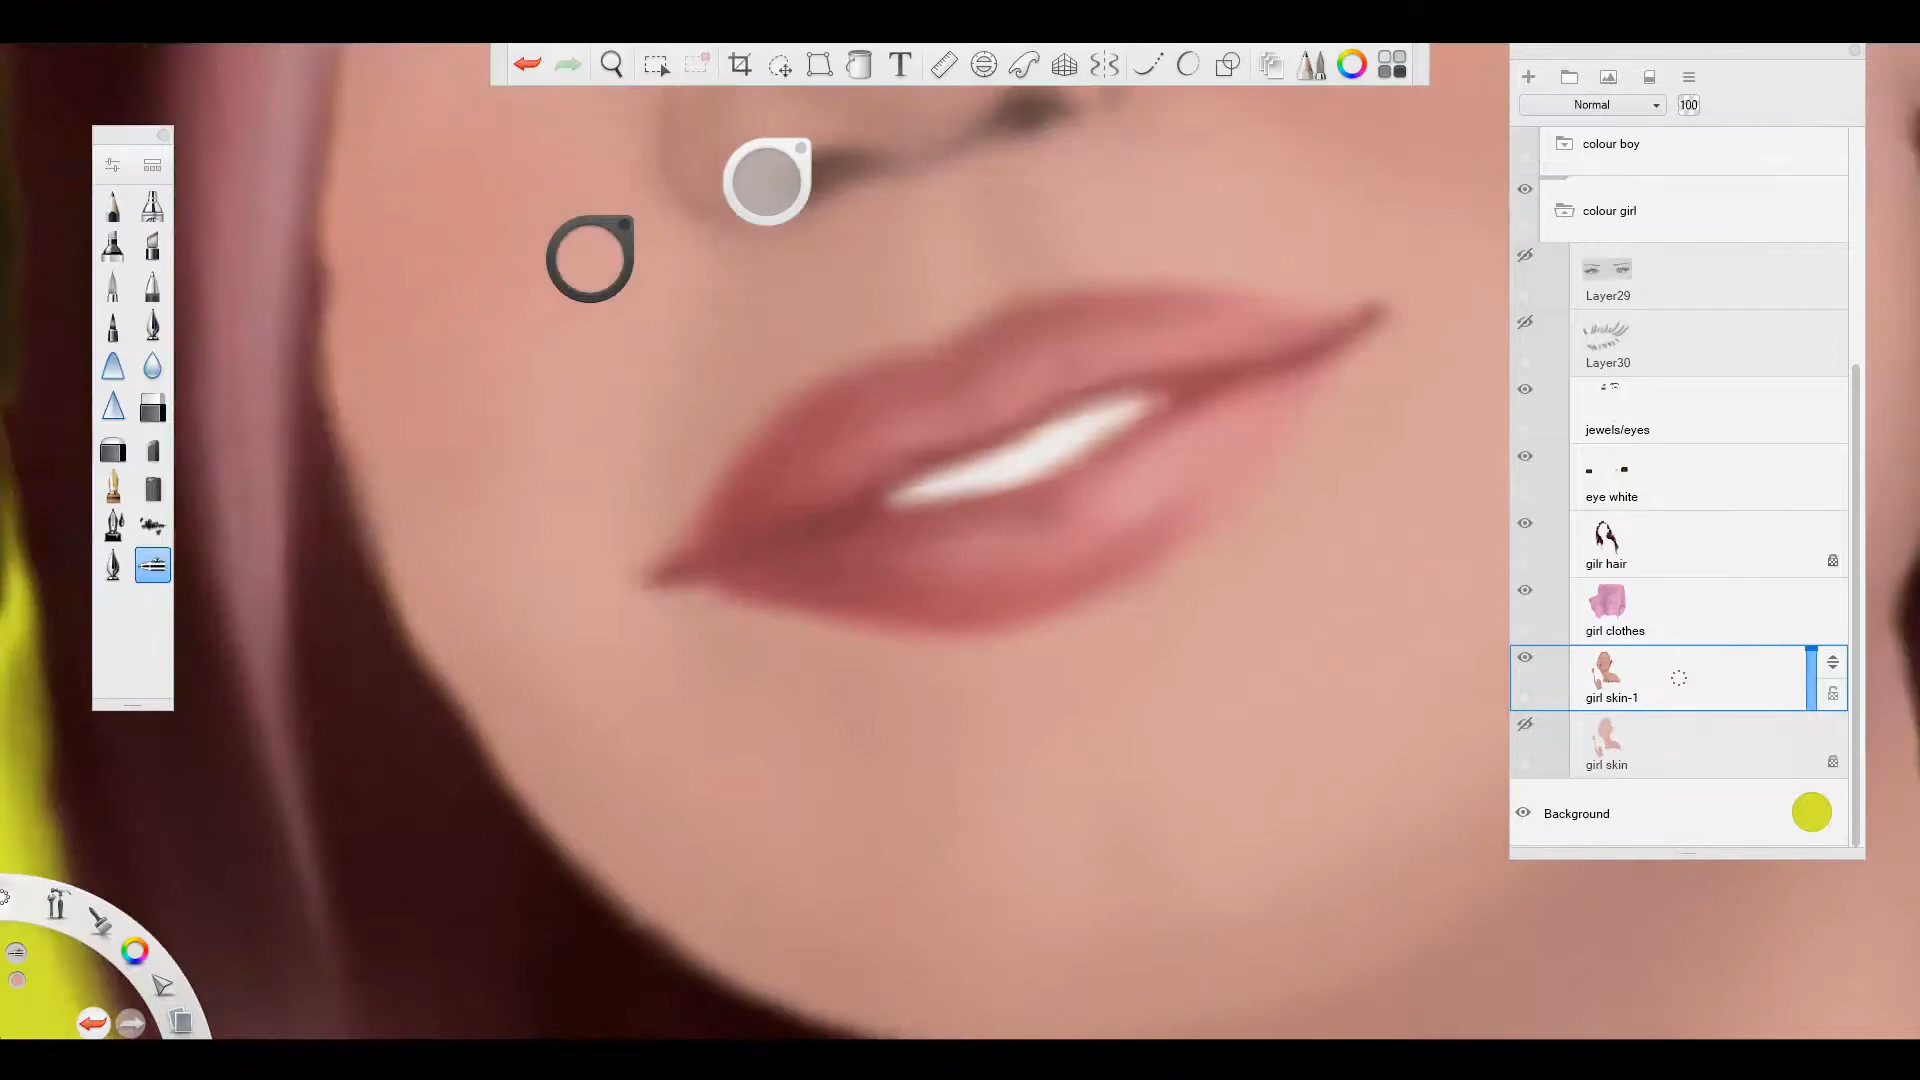 T
Normal
100
colour boy
colour girl
Layer29
Layer30
jewels/eyes
eye white
gilr hair
girl clothes
girl skin-1
girl skin
Background